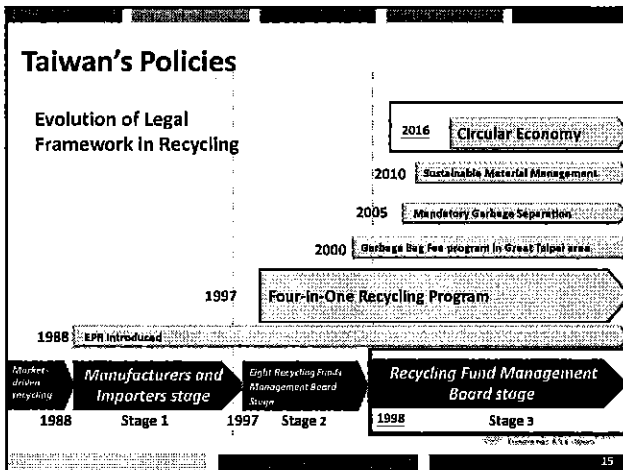 Taiwan's Policies
Evolution of Legal
Framework in Recycling
2016 Circular Economy
2010 Sustainable Material Management
2005 Mandatory Garbage Separation
2000 Garbage Bag Fee program in Great Taipei area
1997 Four-in-One Recycling Program
1988 EPR Introduced
Market-
driven
recycling
Manufacturers and
Importers stage
Eight Recycling Funds
Management Board
Stage
Recycling Fund Management
Board stage
1988 Stage 1 1997 Stage 2 1998 Stage 3
15